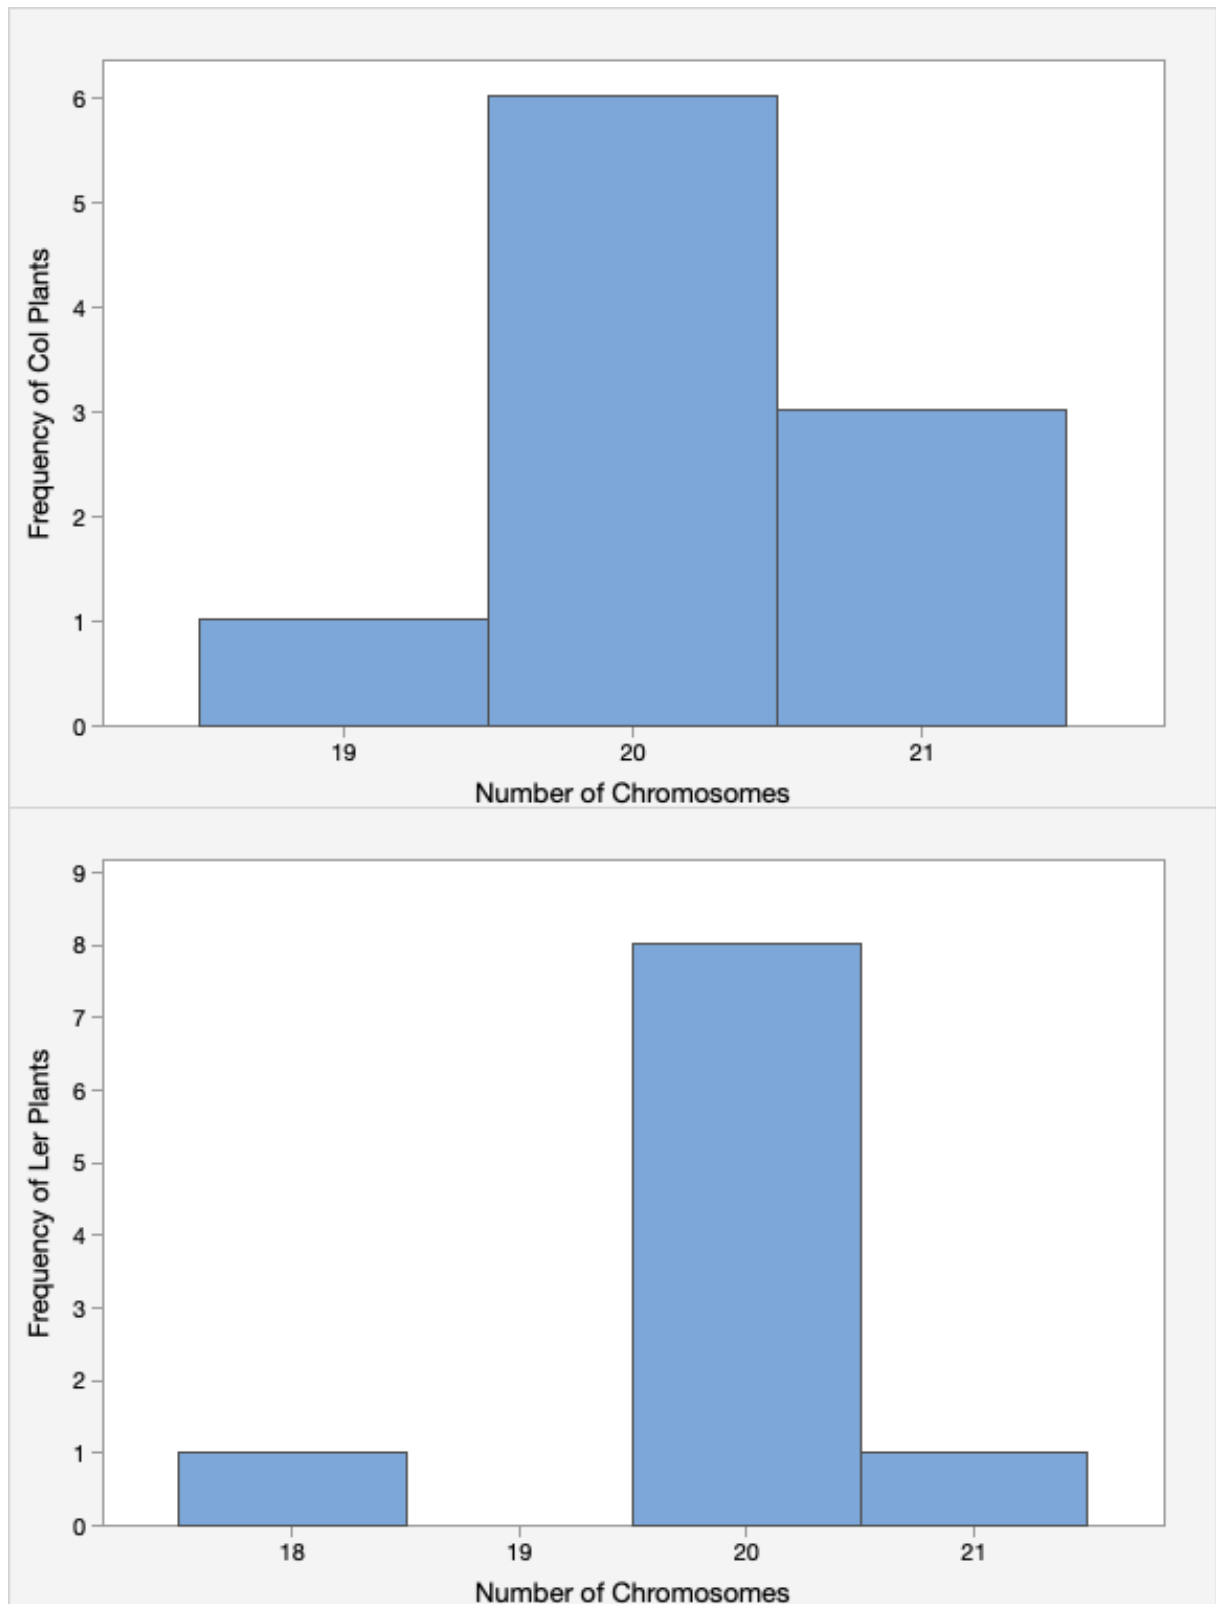 Frequency of Col Plants
6
5
4
3
2
1
0
19 20 21
Number of Chromosomes
Frequency of Ler Plants
9
8
7
6
5
4
3
2
1
0
18 19 20 21
Number of Chromosomes